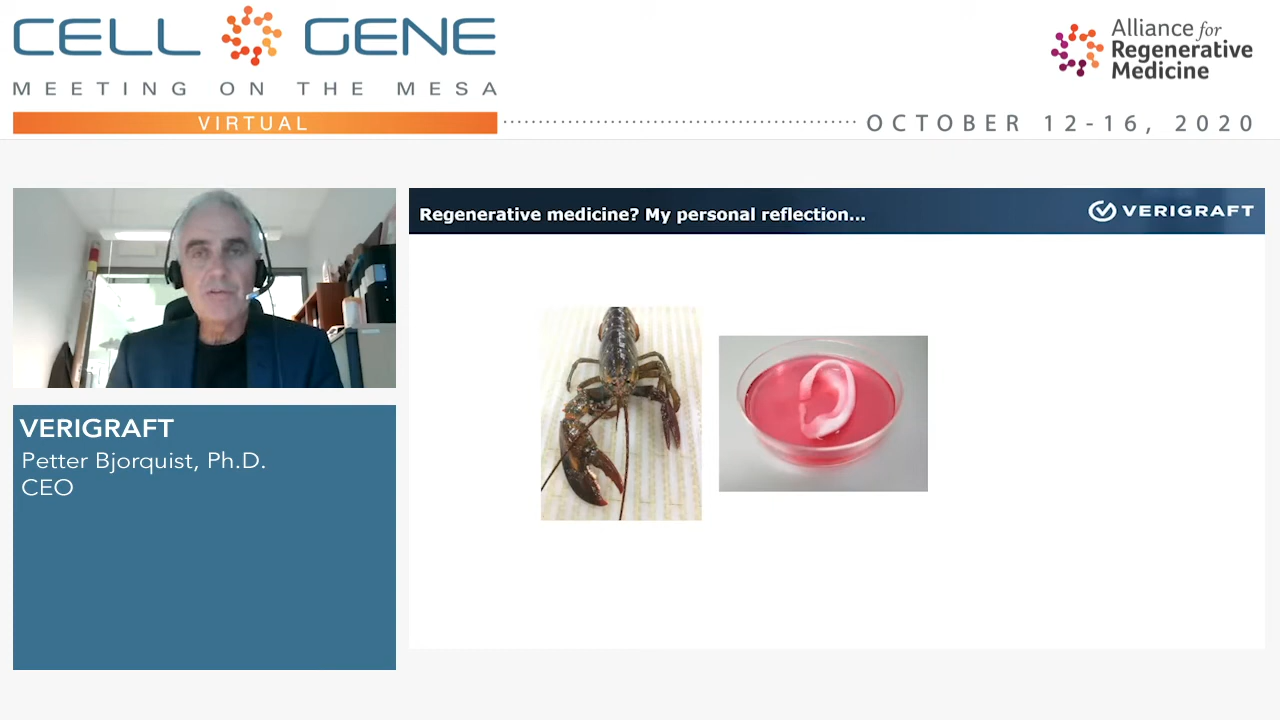 CELL GENE
MEETING ON THE MESA
VIRTUAL
Alliance for
Regenerative
Medicine
OCTOBER 12-16, 2020
Regenerative medicine? My personal reflection...
VERIGRAFT
VERIGRAFT
Petter Bjorquist, Ph.D.
CEO